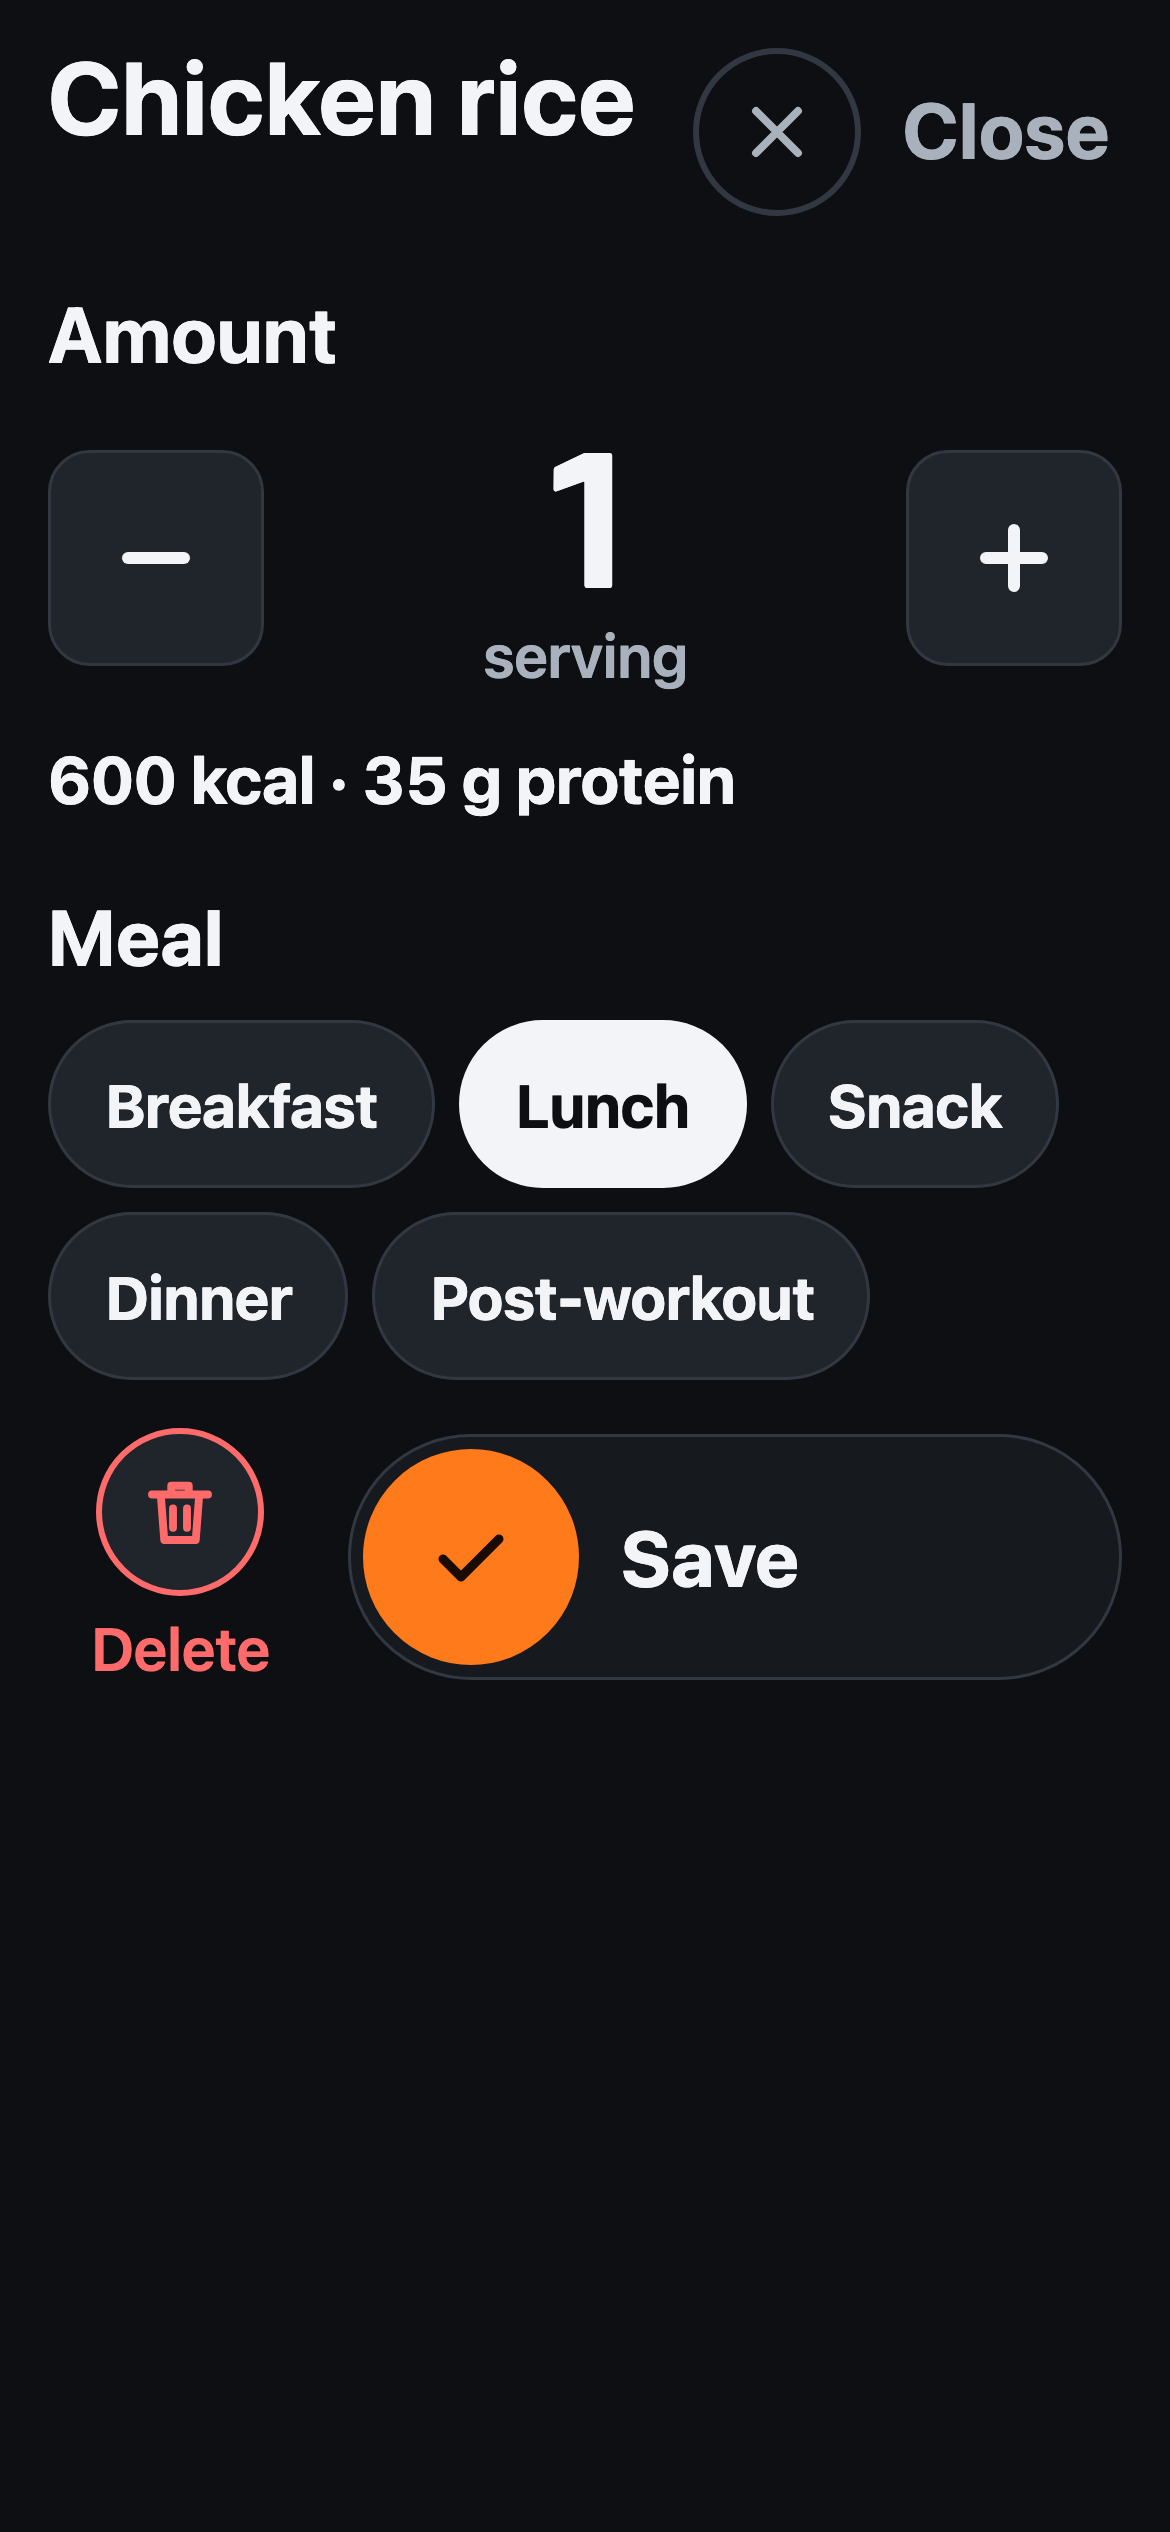 Chicken rice
Close
Amount
1
serving
600 kcal · 35 g protein
Meal
Breakfast
Lunch
Snack
Dinner
Post-workout
Delete
Save